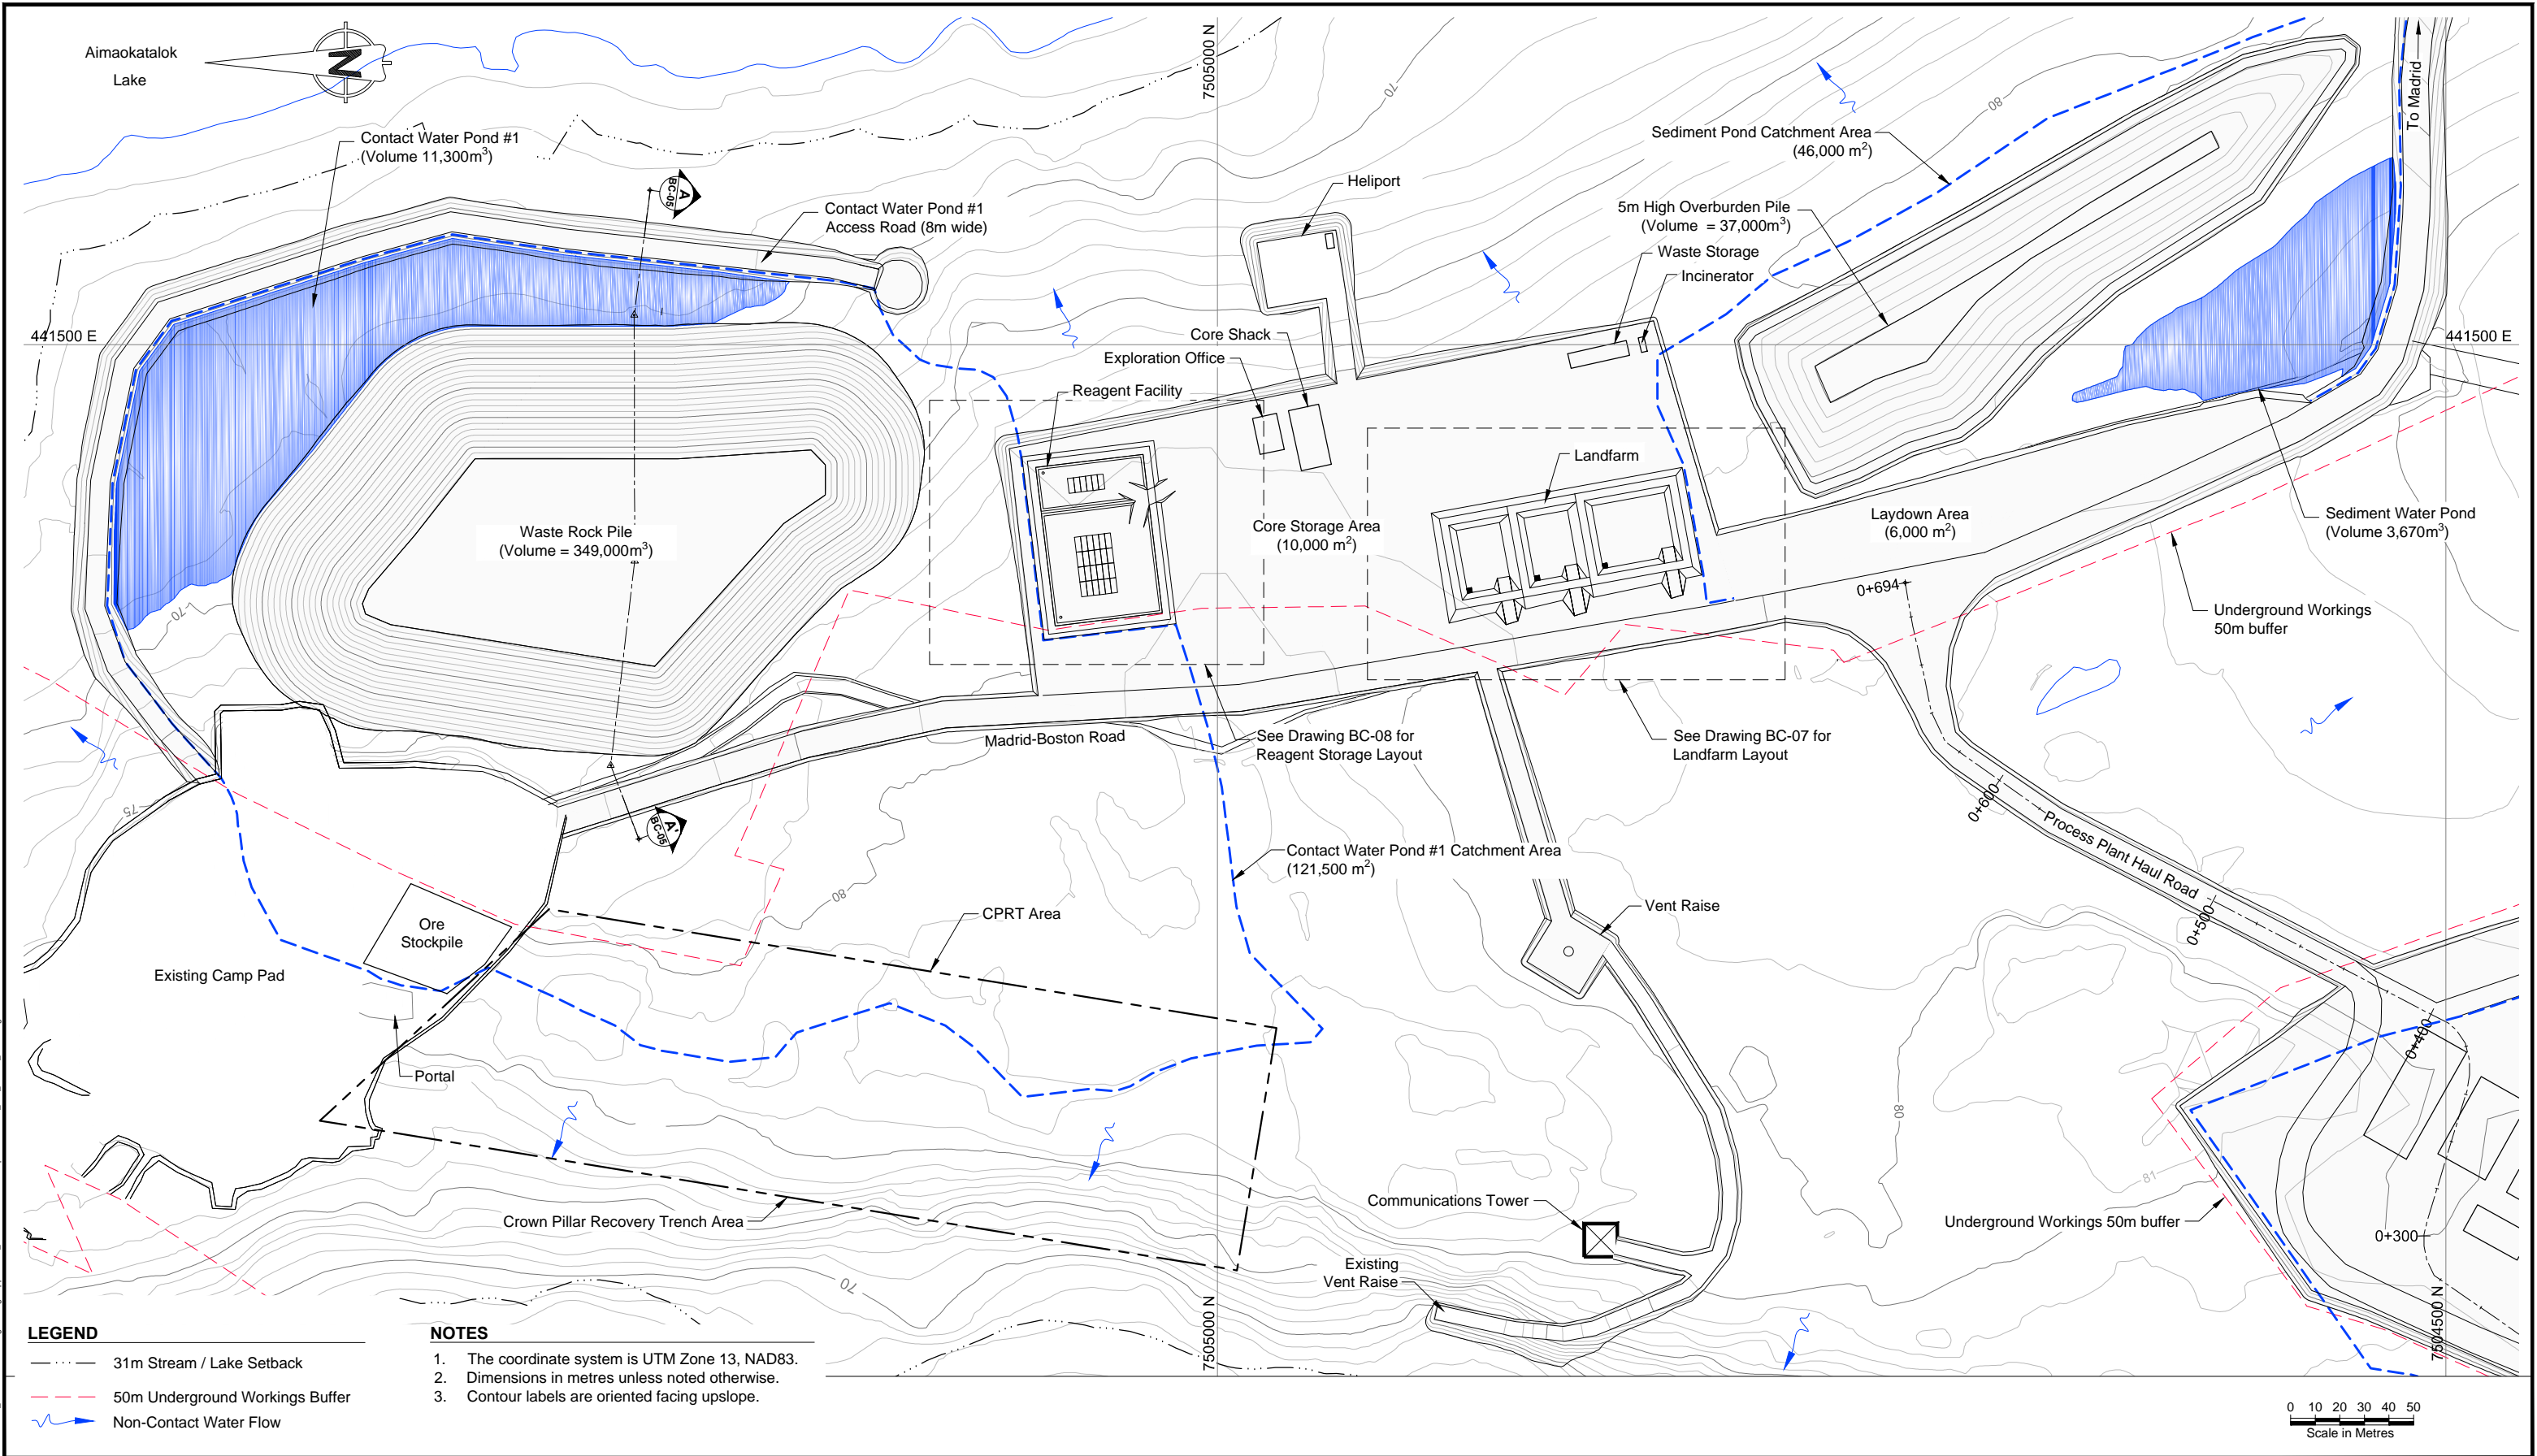 Aimaokatalok
Lake
N
7505000 N
70
80
To Madrid
Contact Water Pond #1
(Volume 11,300m³)
A
BC-05
Contact Water Pond #1
Access Road (8m wide)
Heliport
Sediment Pond Catchment Area
(46,000 m²)
5m High Overburden Pile
(Volume = 37,000m³)
Waste Storage
Incinerator
441500 E
441500 E
Core Shack
Exploration Office
Reagent Facility
Landfarm
Waste Rock Pile
(Volume = 349,000m³)
Core Storage Area
(10,000 m²)
Laydown Area
(6,000 m²)
Sediment Water Pond
(Volume 3,670m³)
0+694
70
Underground Workings
50m buffer
Madrid-Boston Road
See Drawing BC-08 for
Reagent Storage Layout
See Drawing BC-07 for
Landfarm Layout
75
A'
BC-05
0+600
Process Plant Haul Road
Contact Water Pond #1 Catchment Area
(121,500 m²)
80
CPRT Area
Vent Raise
0+500
Ore
Stockpile
Existing Camp Pad
0+400
Portal
80
81
Communications Tower
Crown Pillar Recovery Trench Area
Underground Workings 50m buffer
0+300
Existing
Vent Raise
70
7505000 N
7504500 N
LEGEND
31m Stream / Lake Setback
50m Underground Workings Buffer
Non-Contact Water Flow
NOTES
1. The coordinate system is UTM Zone 13, NAD83.
2. Dimensions in metres unless noted otherwise.
3. Contour labels are oriented facing upslope.
0 10 20 30 40 50
Scale in Metres